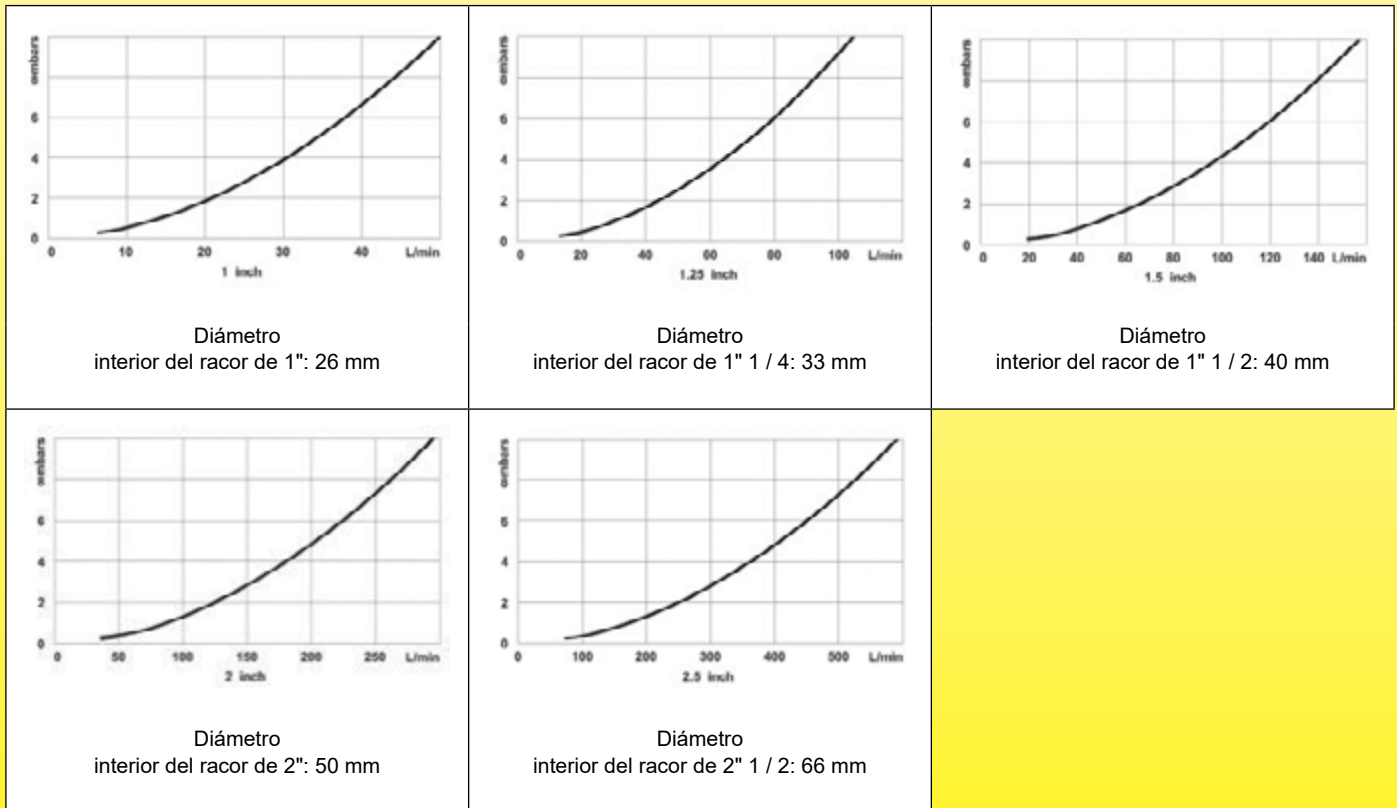 mbars
6
4
2
0
0 10 20 30 40 L/min
1 inch
Diámetro
interior del racor de 1": 26 mm
mbars
6
4
2
0
0 20 40 60 80 100 L/min
1.25 inch
Diámetro
interior del racor de 1" 1 / 4: 33 mm
mbars
6
4
2
0
0 20 40 60 80 100 120 140 L/min
1.5 inch
Diámetro
interior del racor de 1" 1 / 2: 40 mm
mbars
6
4
2
0
0 50 100 150 200 250 L/min
2 inch
Diámetro
interior del racor de 2": 50 mm
mbars
6
4
2
0
0 100 200 300 400 500 L/min
2.5 inch
Diámetro
interior del racor de 2" 1 / 2: 66 mm